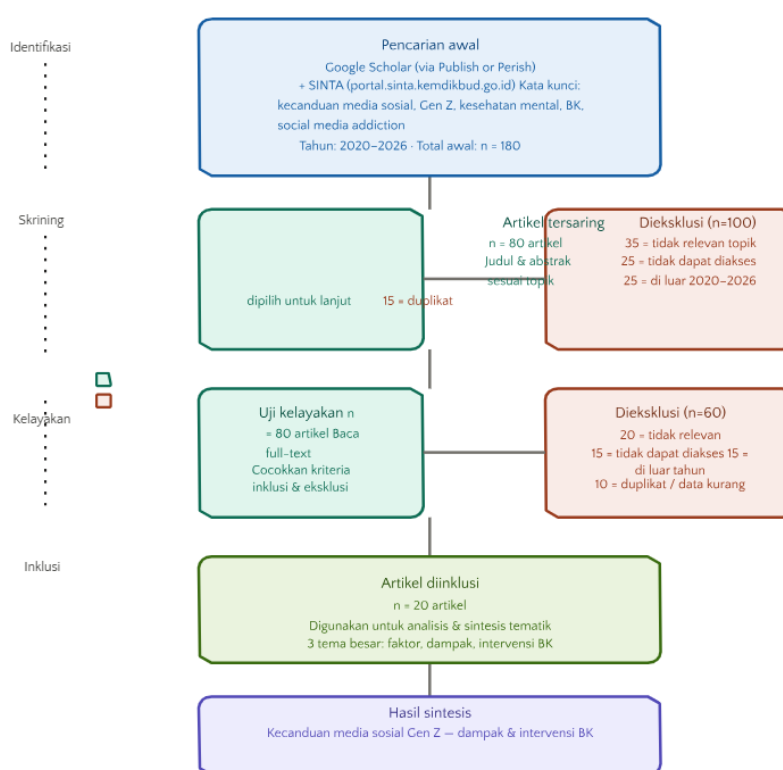 Identifikasi
Pencarian awal
Google Scholar (via Publish or Perish)
+ SINTA (portal.sinta.kemdikbud.go.id) Kata kunci:
kecanduan media sosial, Gen Z, kesehatan mental, BK,
social media addiction
Tahun: 2020–2026 · Total awal: n = 180
Skrining
Artikel tersaring
n = 80 artikel
Judul & abstrak
sesuai topik
dipilih untuk lanjut
Dieksklusi (n=100)
35 = tidak relevan topik
25 = tidak dapat diakses
25 = di luar 2020–2026
15 = duplikat
Kelayakan
Uji kelayakan n
= 80 artikel Baca
full-text
Cocokkan kriteria
inklusi & eksklusi
Dieksklusi (n=60)
20 = tidak relevan
15 = tidak dapat diakses 15 =
di luar tahun
10 = duplikat / data kurang
Inklusi
Artikel diinklusi
n = 20 artikel
Digunakan untuk analisis & sintesis tematik
3 tema besar: faktor, dampak, intervensi BK
Hasil sintesis
Kecanduan media sosial Gen Z — dampak & intervensi BK